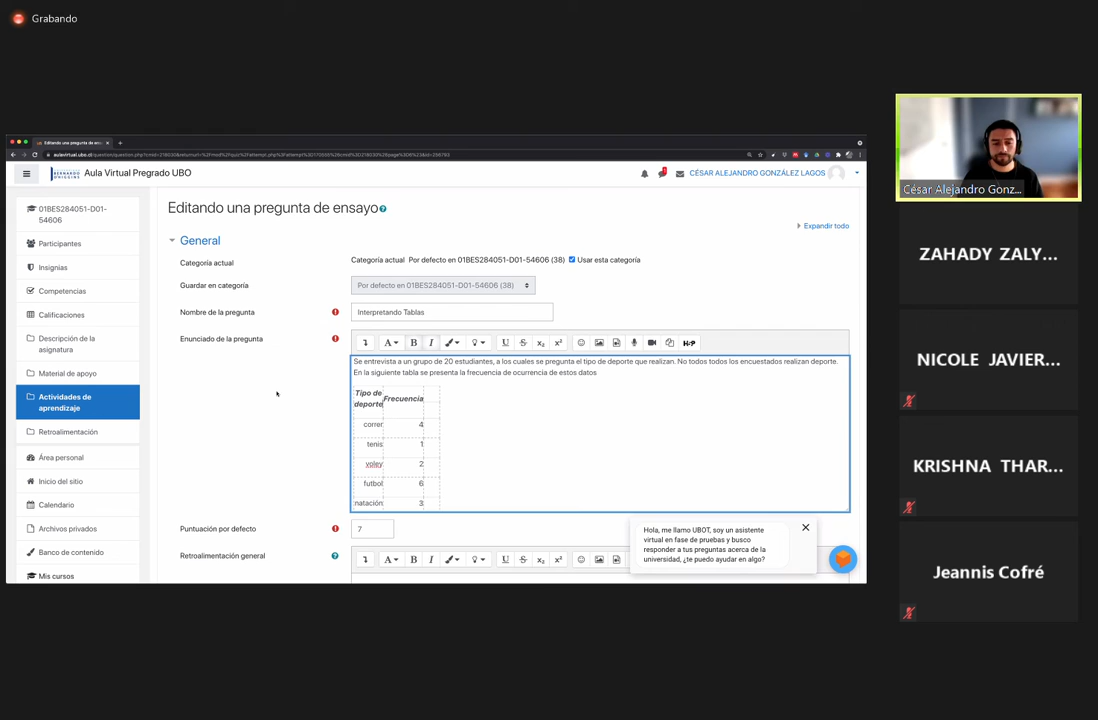 Grabando
Editando una pregunta de ens
BERNARDO O'HIGGINS
Aula Virtual Pregrado UBO
CÉSAR ALEJANDRO GONZÁLEZ LAGOS
01BES284051-D01-
54606
Participantes
Insignias
Competencias
Calificaciones
Descripción de la
asignatura
Material de apoyo
Actividades de
aprendizaje
Retroalimentación
Área personal
Inicio del sitio
Calendario
Archivos privados
Banco de contenido
Mis cursos
Editando una pregunta de ensayo
Expandir todo
General
Categoría actual
Categoría actual Por defecto en 01BES284051-D01-54606 (38) Usar esta categoría
Guardar en categoría
Por defecto en 01BES284051-D01-54606 (38)
Nombre de la pregunta
Interpretando Tablas
Enunciado de la pregunta
Se entrevista a un grupo de 20 estudiantes, a los cuales se pregunta el tipo de deporte que realizan. No todos todos los encuestados realizan deporte.
En la siguiente tabla se presenta la frecuencia de ocurrencia de estos datos
Tipo de deporte Frecuencia
correr 4
tenis 1
voley 2
futbol 6
natación 3
Puntuación por defecto
7
Retroalimentación general
Hola, me llamo UBOT, soy un asistente
virtual en fase de pruebas y busco
responder a tus preguntas acerca de la
universidad, ¿te puedo ayudar en algo?
César Alejandro Gonz...
ZAHADY ZALY...
NICOLE JAVIER...
KRISHNA THAR...
Jeannis Cofré